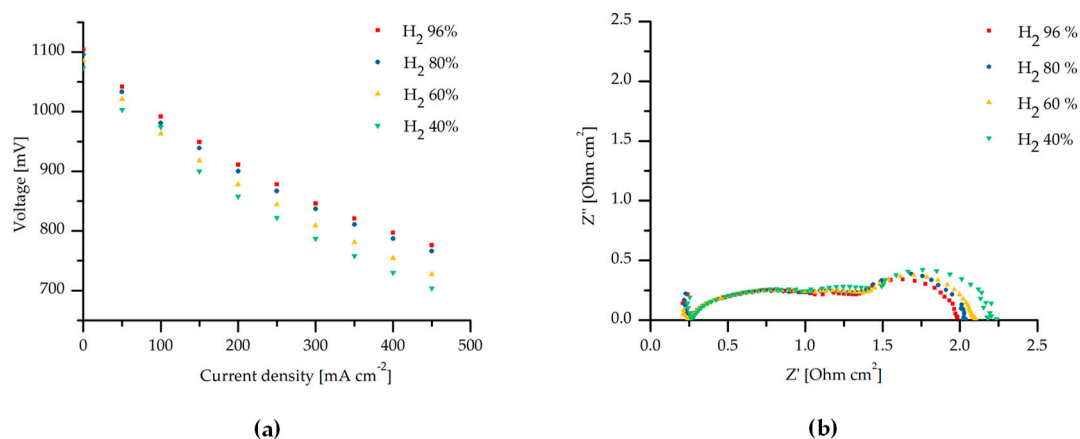 H2 96%
H2 80%
H2 60%
H2 40%
1100
1000
900
800
700
Voltage [mV]
0 100 200 300 400 500
Current density [mA cm-2]
(a)
H2 96 %
H2 80 %
H2 60 %
H2 40%
2.5
2.0
1.5
1.0
0.5
0.0
Z'' [Ohm cm2]
0.0 0.5 1.0 1.5 2.0 2.5
Z' [Ohm cm2]
(b)